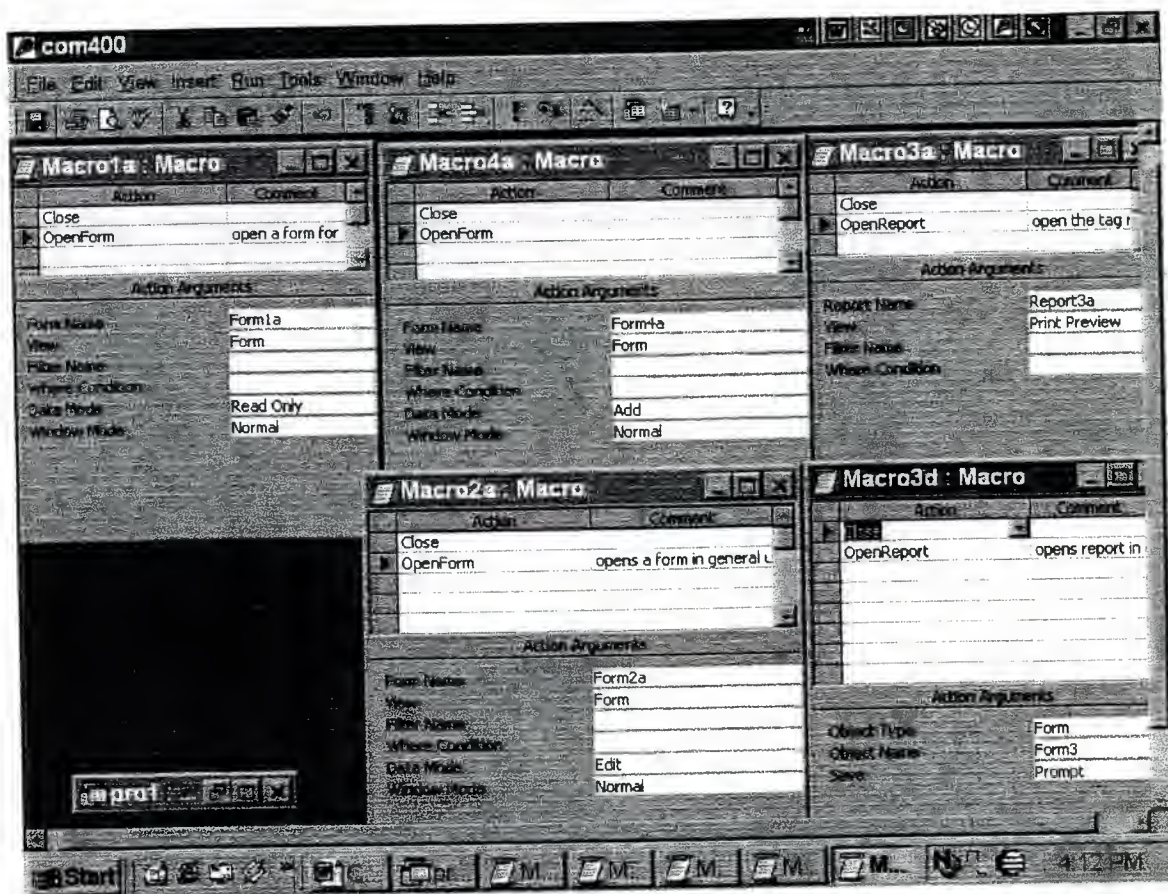 com400
File Edit View Insert Run Tools Window Help
Macro1a : Macro
Action Comment
Close
OpenForm open a form for
Action Arguments
Form Name Form1a
View Form
Filter Name
Where Condition
Data Mode Read Only
Window Mode Normal
Macro4a : Macro
Action Comment
Close
OpenForm
Action Arguments
Form Name Form4a
View Form
Filter Name
Where Condition
Data Mode Add
Window Mode Normal
Macro3a : Macro
Action Comment
Close
OpenReport open the tag r
Action Arguments
Report Name Report3a
View Print Preview
Filter Name
Where Condition
Macro2a : Macro
Action Comment
Close
OpenForm opens a form in general u
Action Arguments
Form Name Form2a
View Form
Filter Name
Where Condition
Data Mode Edit
Window Mode Normal
Macro3d : Macro
Action Comment
OpenReport opens report in
Action Arguments
Object Type Form
Object Name Form3
Save Prompt
pro1
Start M... M... M... M... M... 4:12 PM